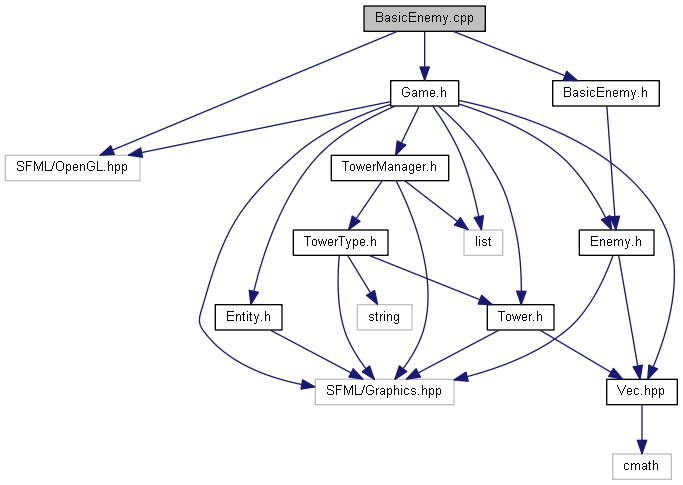 BasicEnemy.cpp
Game.h
BasicEnemy.h
SFML/OpenGL.hpp
TowerManager.h
TowerType.h
list
Enemy.h
Entity.h
string
Tower.h
SFML/Graphics.hpp
Vec.hpp
cmath